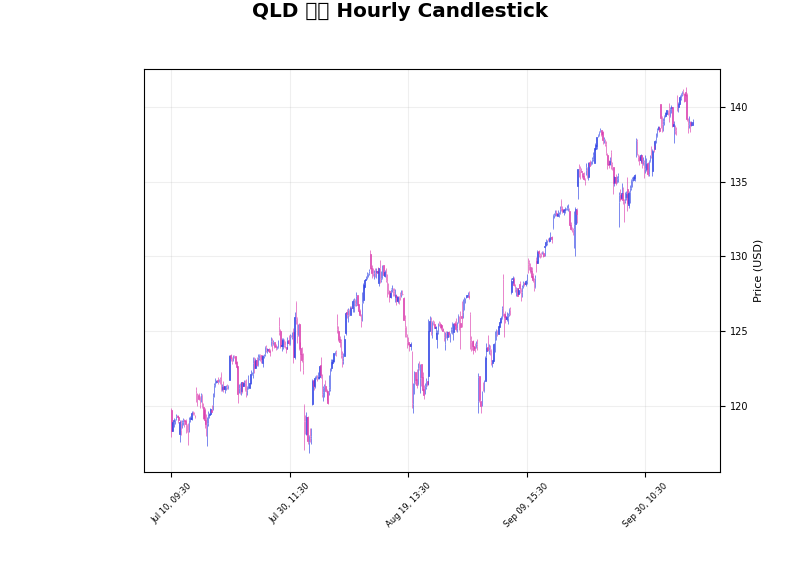 QLD Hourly Candlestick
140
135
130
125
120
Price (USD)
Jul 10, 09:30
Jul 30, 11:30
Aug 19, 13:30
Sep 09, 15:30
Sep 30, 10:30